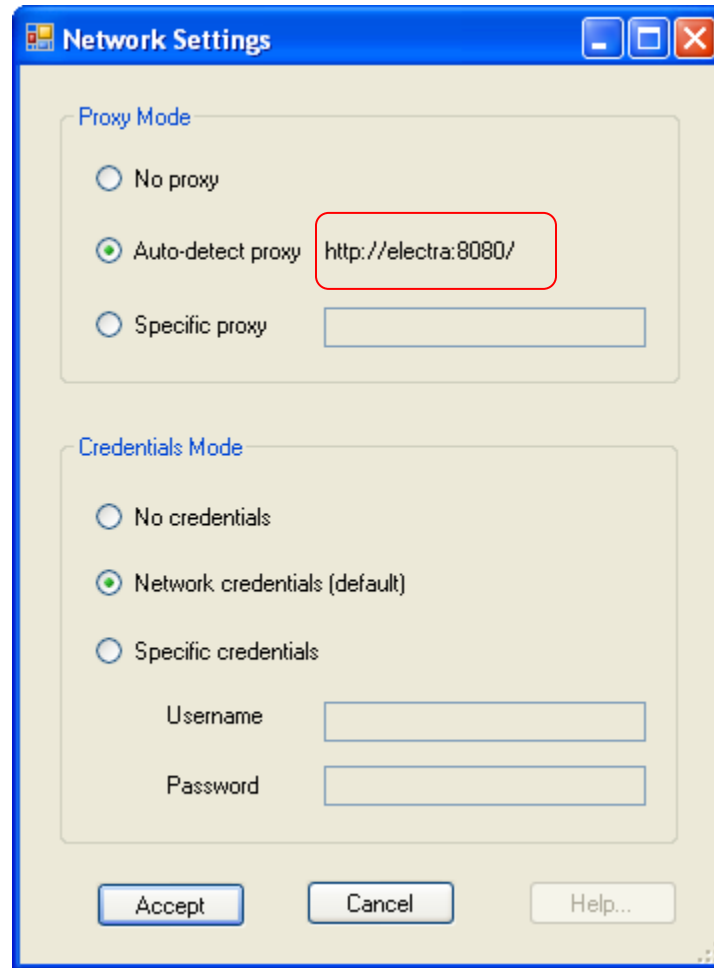 Network Settings
Proxy Mode
No proxy
Auto-detect proxy http://electra:8080/
Specific proxy
Credentials Mode
No credentials
Network credentials (default)
Specific credentials
Username
Password
Accept Cancel Help...